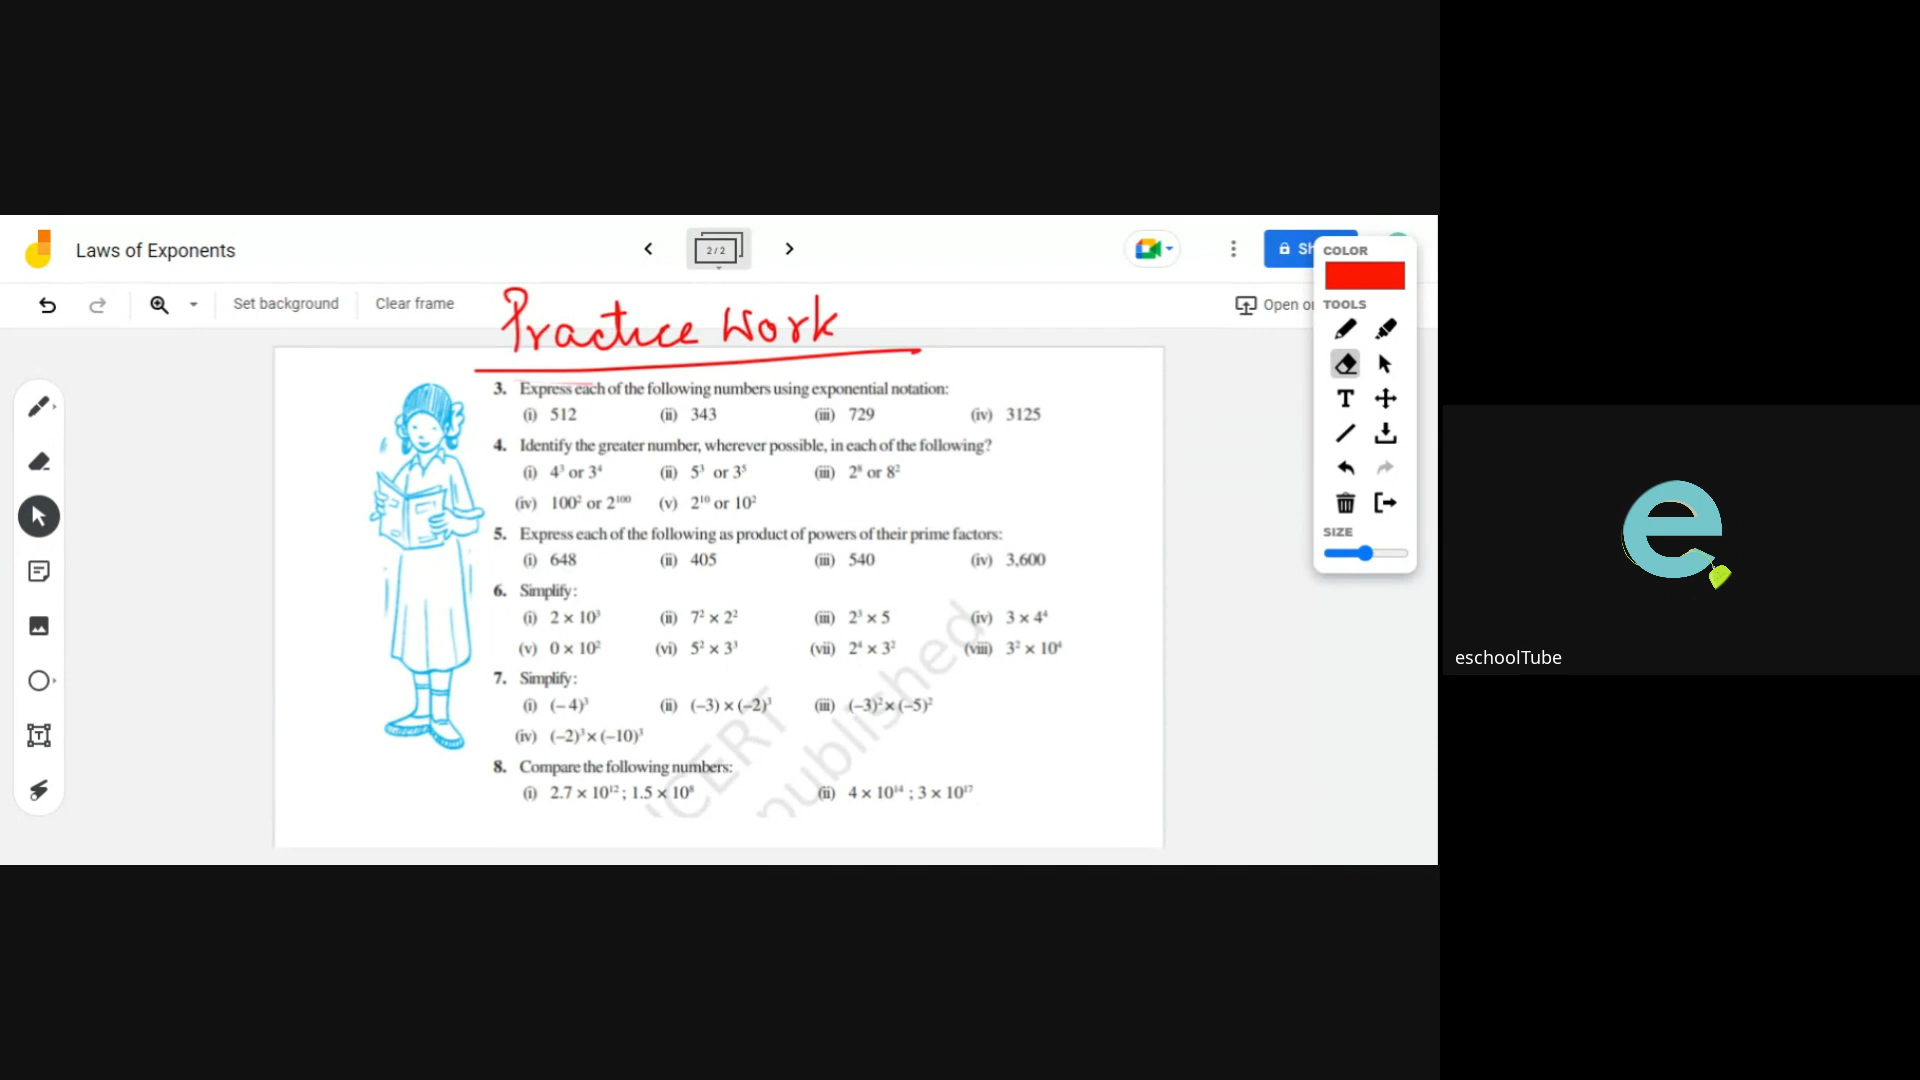 Laws of Exponents
2 / 2
Sh
COLOR
Set background
Clear frame
Open o
TOOLS
Practice Work
3. Express each of the following numbers using exponential notation:
(i) 512 (ii) 343 (iii) 729 (iv) 3125
4. Identify the greater number, wherever possible, in each of the following?
(i) 4³ or 3⁴ (ii) 5³ or 3⁵ (iii) 2⁸ or 8²
(iv) 100² or 2¹⁰⁰ (v) 2¹⁰ or 10²
5. Express each of the following as product of powers of their prime factors:
(i) 648 (ii) 405 (iii) 540 (iv) 3,600
6. Simplify:
(i) 2 × 10³ (ii) 7² × 2² (iii) 2³ × 5 (iv) 3 × 4⁴
(v) 0 × 10² (vi) 5² × 3³ (vii) 2⁴ × 3² (viii) 3² × 10⁴
7. Simplify:
(i) (– 4)³ (ii) (–3) × (–2)³ (iii) (–3)² × (–5)²
(iv) (–2)³ × (–10)³
8. Compare the following numbers:
(i) 2.7 × 10¹² ; 1.5 × 10⁸ (ii) 4 × 10¹⁴ ; 3 × 10¹⁷
NCERT
published
T
SIZE
T
e
eschoolTube